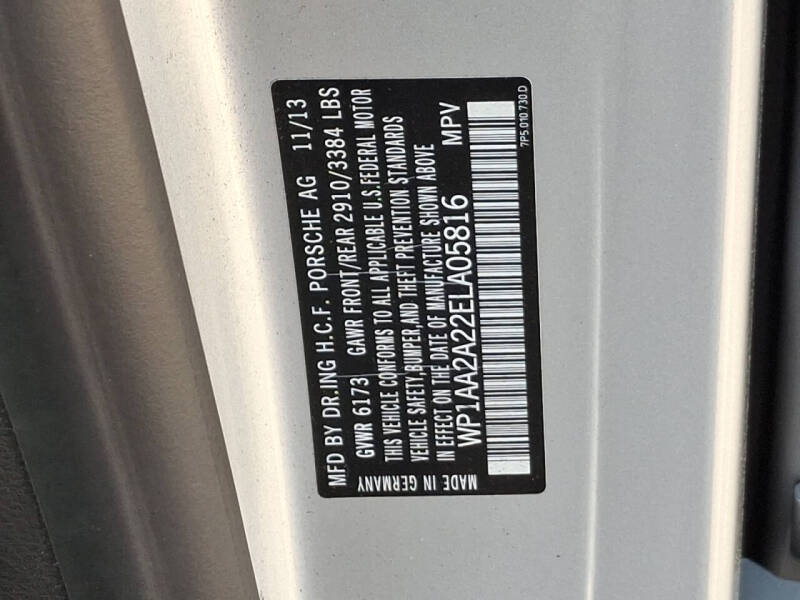 MFD BY DR.ING H.C.F. PORSCHE AG 11/13
GVWR 6173 GAWR FRONT/REAR 2910/3384 LBS
THIS VEHICLE CONFORMS TO ALL APPLICABLE U.S.FEDERAL MOTOR
VEHICLE SAFETY,BUMPER,AND THEFT PREVENTION STANDARDS
IN EFFECT ON THE DATE OF MANUFACTURE SHOWN ABOVE
WP1AA2A22ELA05816 MPV
MADE IN GERMANY
7P5.010.730.D